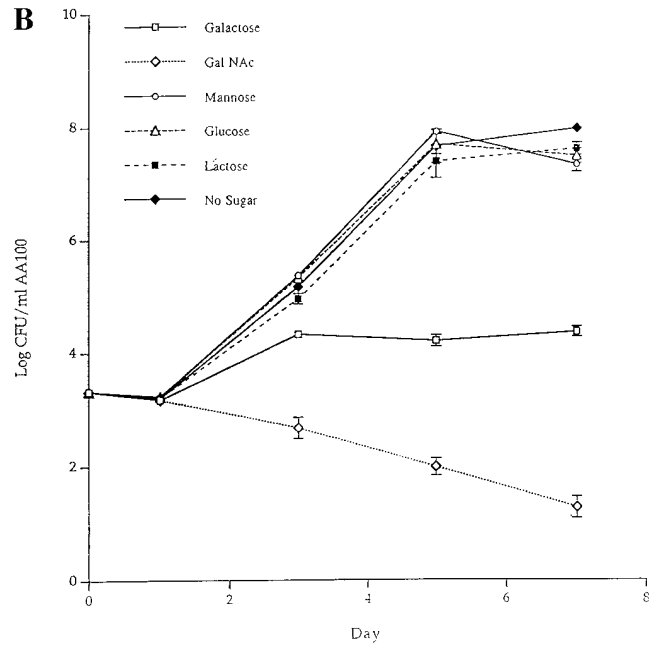 B
10
8
6
4
2
0
Log CFU/ml AA100
Galactose
Gal NAc
Mannose
Glucose
Lactose
No Sugar
0 2 4 6 8
Day